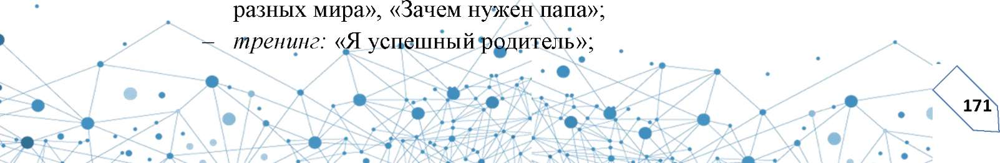 разных мира», «Зачем нужен папа»;
– тренинг: «Я успешный родитель»;
171